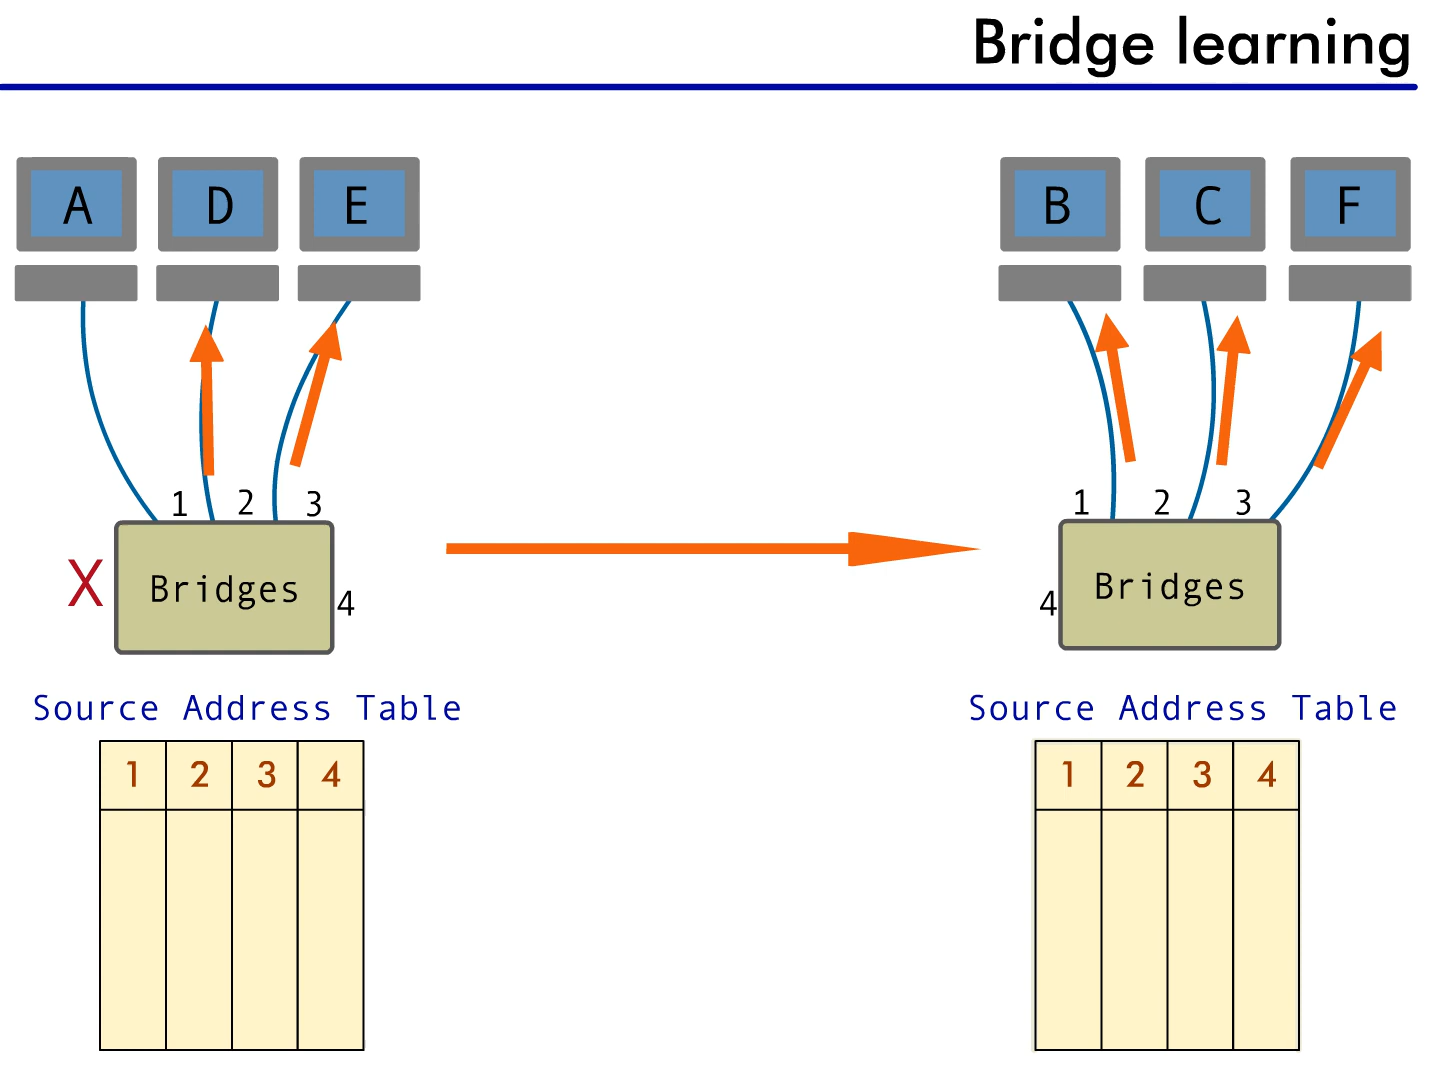 Bridge learning
A D E
B C F
1 2 3
1 2 3
X Bridges 4
4 Bridges
Source Address Table
Source Address Table
1 2 3 4
1 2 3 4